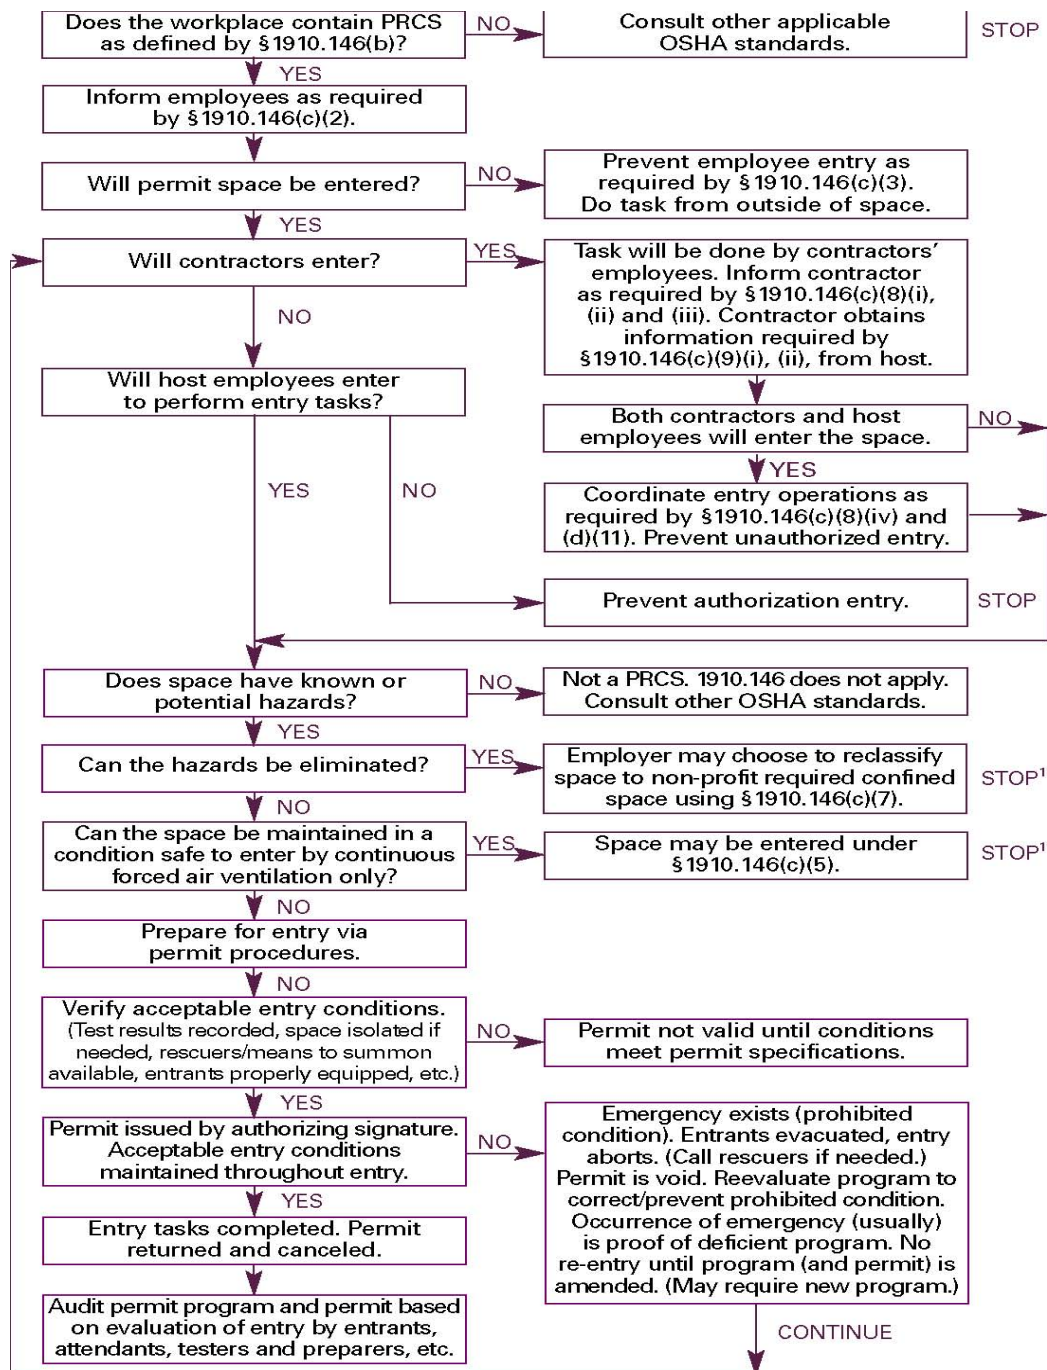 Does the workplace contain PRCS
as defined by §1910.146(b)?
NO
Consult other applicable
OSHA standards.
STOP
YES
Inform employees as required
by §1910.146(c)(2).
Will permit space be entered?
NO
Prevent employee entry as
required by §1910.146(c)(3).
Do task from outside of space.
YES
Will contractors enter?
YES
Task will be done by contractors’
employees. Inform contractor
as required by §1910.146(c)(8)(i),
(ii) and (iii). Contractor obtains
information required by
§1910.146(c)(9)(i), (ii), from host.
NO
Will host employees enter
to perform entry tasks?
Both contractors and host
employees will enter the space.
NO
YES
NO
YES
Coordinate entry operations as
required by §1910.146(c)(8)(iv) and
(d)(11). Prevent unauthorized entry.
Prevent authorization entry.
STOP
Does space have known or
potential hazards?
NO
Not a PRCS. 1910.146 does not apply.
Consult other OSHA standards.
YES
Can the hazards be eliminated?
YES
Employer may choose to reclassify
space to non-profit required confined
space using §1910.146(c)(7).
STOP¹
NO
Can the space be maintained in a
condition safe to enter by continuous
forced air ventilation only?
YES
Space may be entered under
§1910.146(c)(5).
STOP¹
NO
Prepare for entry via
permit procedures.
NO
Verify acceptable entry conditions.
(Test results recorded, space isolated if
needed, rescuers/means to summon
available, entrants properly equipped, etc.)
NO
Permit not valid until conditions
meet permit specifications.
YES
Permit issued by authorizing signature.
Acceptable entry conditions
maintained throughout entry.
NO
Emergency exists (prohibited
condition). Entrants evacuated, entry
aborts. (Call rescuers if needed.)
Permit is void. Reevaluate program to
correct/prevent prohibited condition.
Occurrence of emergency (usually)
is proof of deficient program. No
re-entry until program (and permit) is
amended. (May require new program.)
YES
Entry tasks completed. Permit
returned and canceled.
Audit permit program and permit based
on evaluation of entry by entrants,
attendants, testers and preparers, etc.
CONTINUE